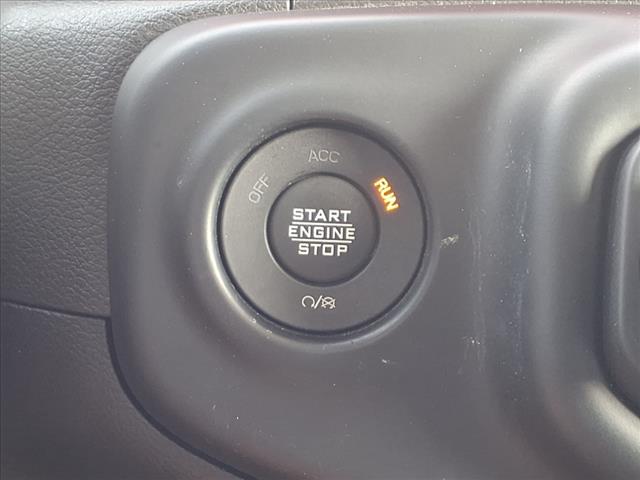 ACC
OFF
RUN
START
ENGINE
STOP